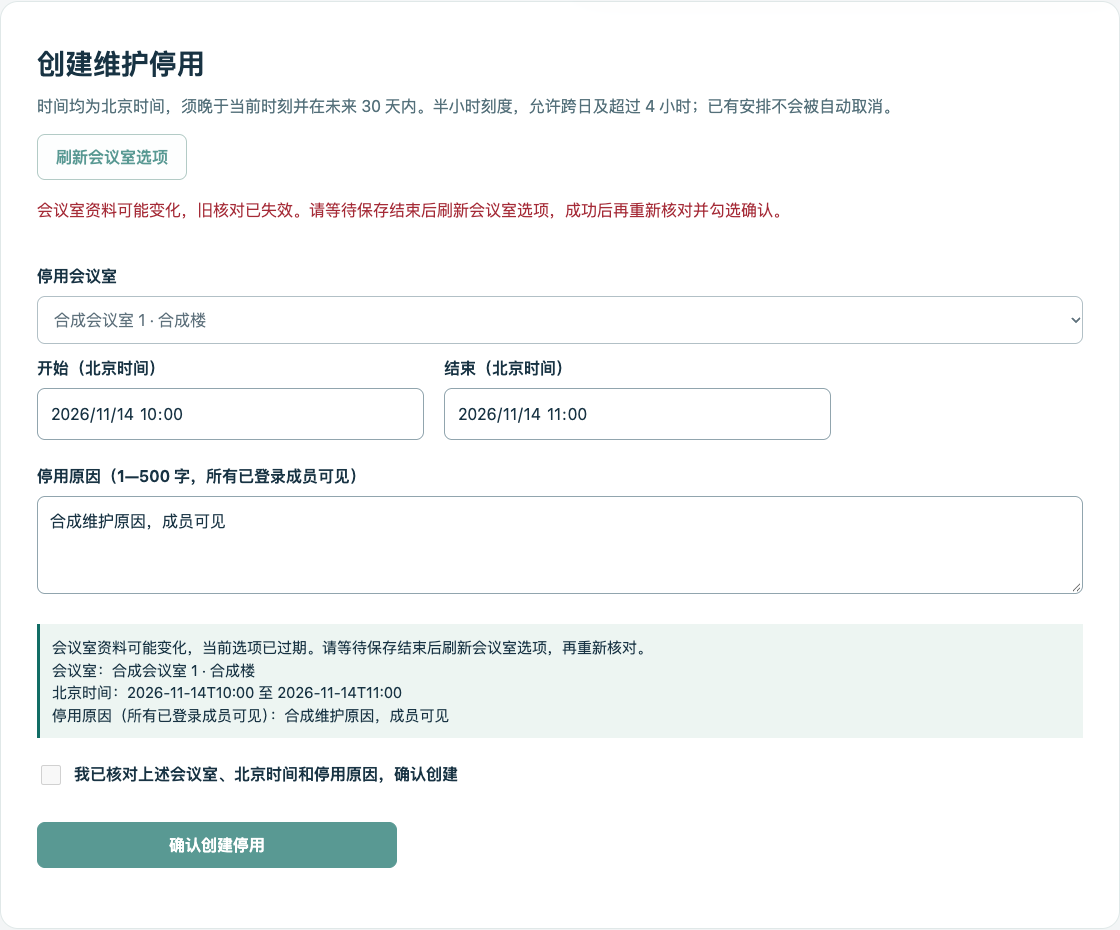 创建维护停用
时间均为北京时间，须晚于当前时刻并在未来 30 天内。半小时刻度，允许跨日及超过 4 小时；已有安排不会被自动取消。
刷新会议室选项
会议室资料可能变化，旧核对已失效。请等待保存结束后刷新会议室选项，成功后再重新核对并勾选确认。
停用会议室
合成会议室 1 · 合成楼
开始（北京时间） 结束（北京时间）
2026/11/14 10:00 2026/11/14 11:00
停用原因（1—500 字，所有已登录成员可见）
合成维护原因，成员可见
会议室资料可能变化，当前选项已过期。请等待保存结束后刷新会议室选项，再重新核对。
会议室：合成会议室 1 · 合成楼
北京时间：2026-11-14T10:00 至 2026-11-14T11:00
停用原因（所有已登录成员可见）：合成维护原因，成员可见
我已核对上述会议室、北京时间和停用原因，确认创建
确认创建停用